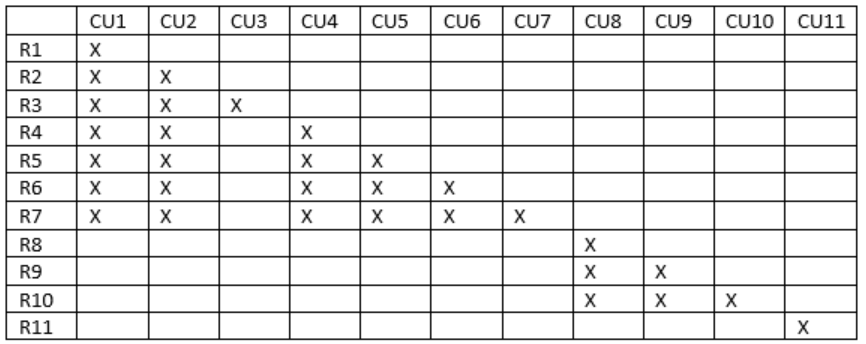 CU1 CU2 CU3 CU4 CU5 CU6 CU7 CU8 CU9 CU10 CU11
R1 X
R2 X X
R3 X X X
R4 X X X
R5 X X X X
R6 X X X X X
R7 X X X X X X
R8 X
R9 X X
R10 X X X
R11 X